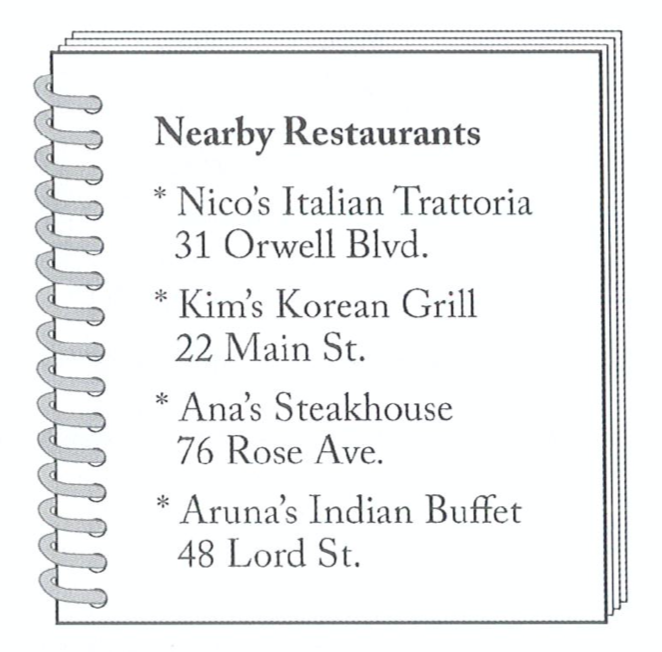 Nearby Restaurants
* Nico's Italian Trattoria
31 Orwell Blvd.
* Kim's Korean Grill
22 Main St.
* Ana's Steakhouse
76 Rose Ave.
* Aruna's Indian Buffet
48 Lord St.